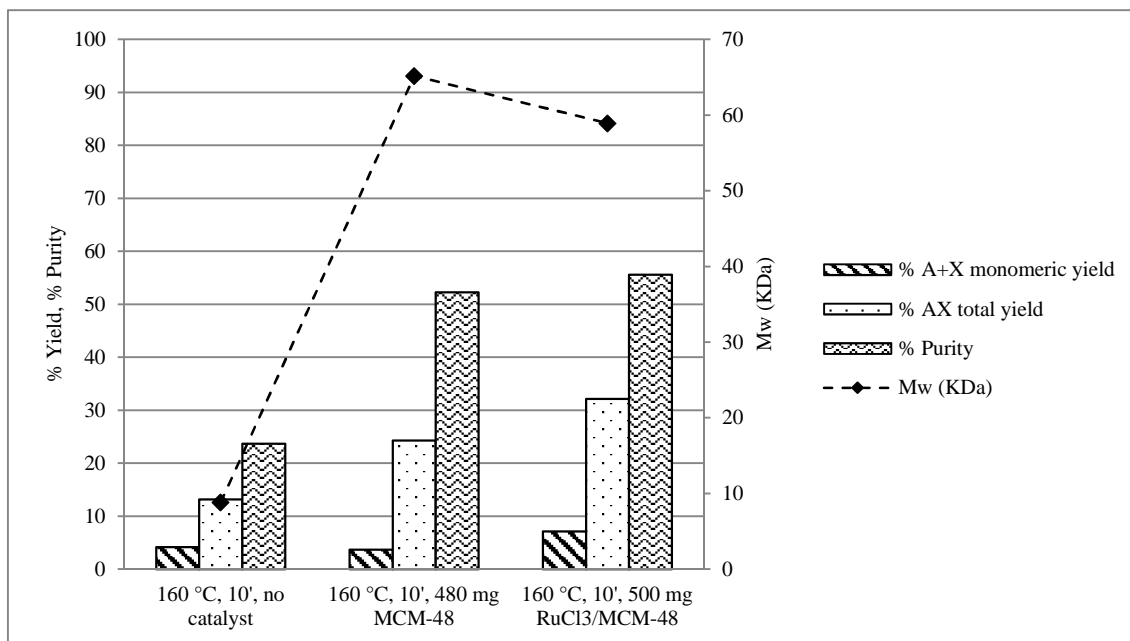 % Yield, % Purity
100
90
80
70
60
50
40
30
20
10
0
70
60
50
40
30
20
10
0
Mw (KDa)
160 °C, 10', no
catalyst
160 °C, 10', 480 mg
MCM-48
160 °C, 10', 500 mg
RuCl3/MCM-48
% A+X monomeric yield
% AX total yield
% Purity
Mw (KDa)